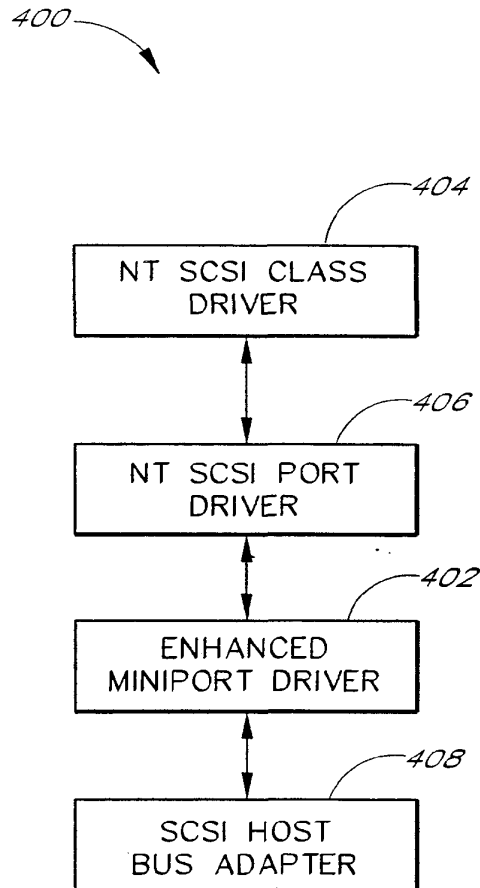 400
404
NT SCSI CLASS
DRIVER
406
NT SCSI PORT
DRIVER
402
ENHANCED
MINIPORT DRIVER
408
SCSI HOST
BUS ADAPTER